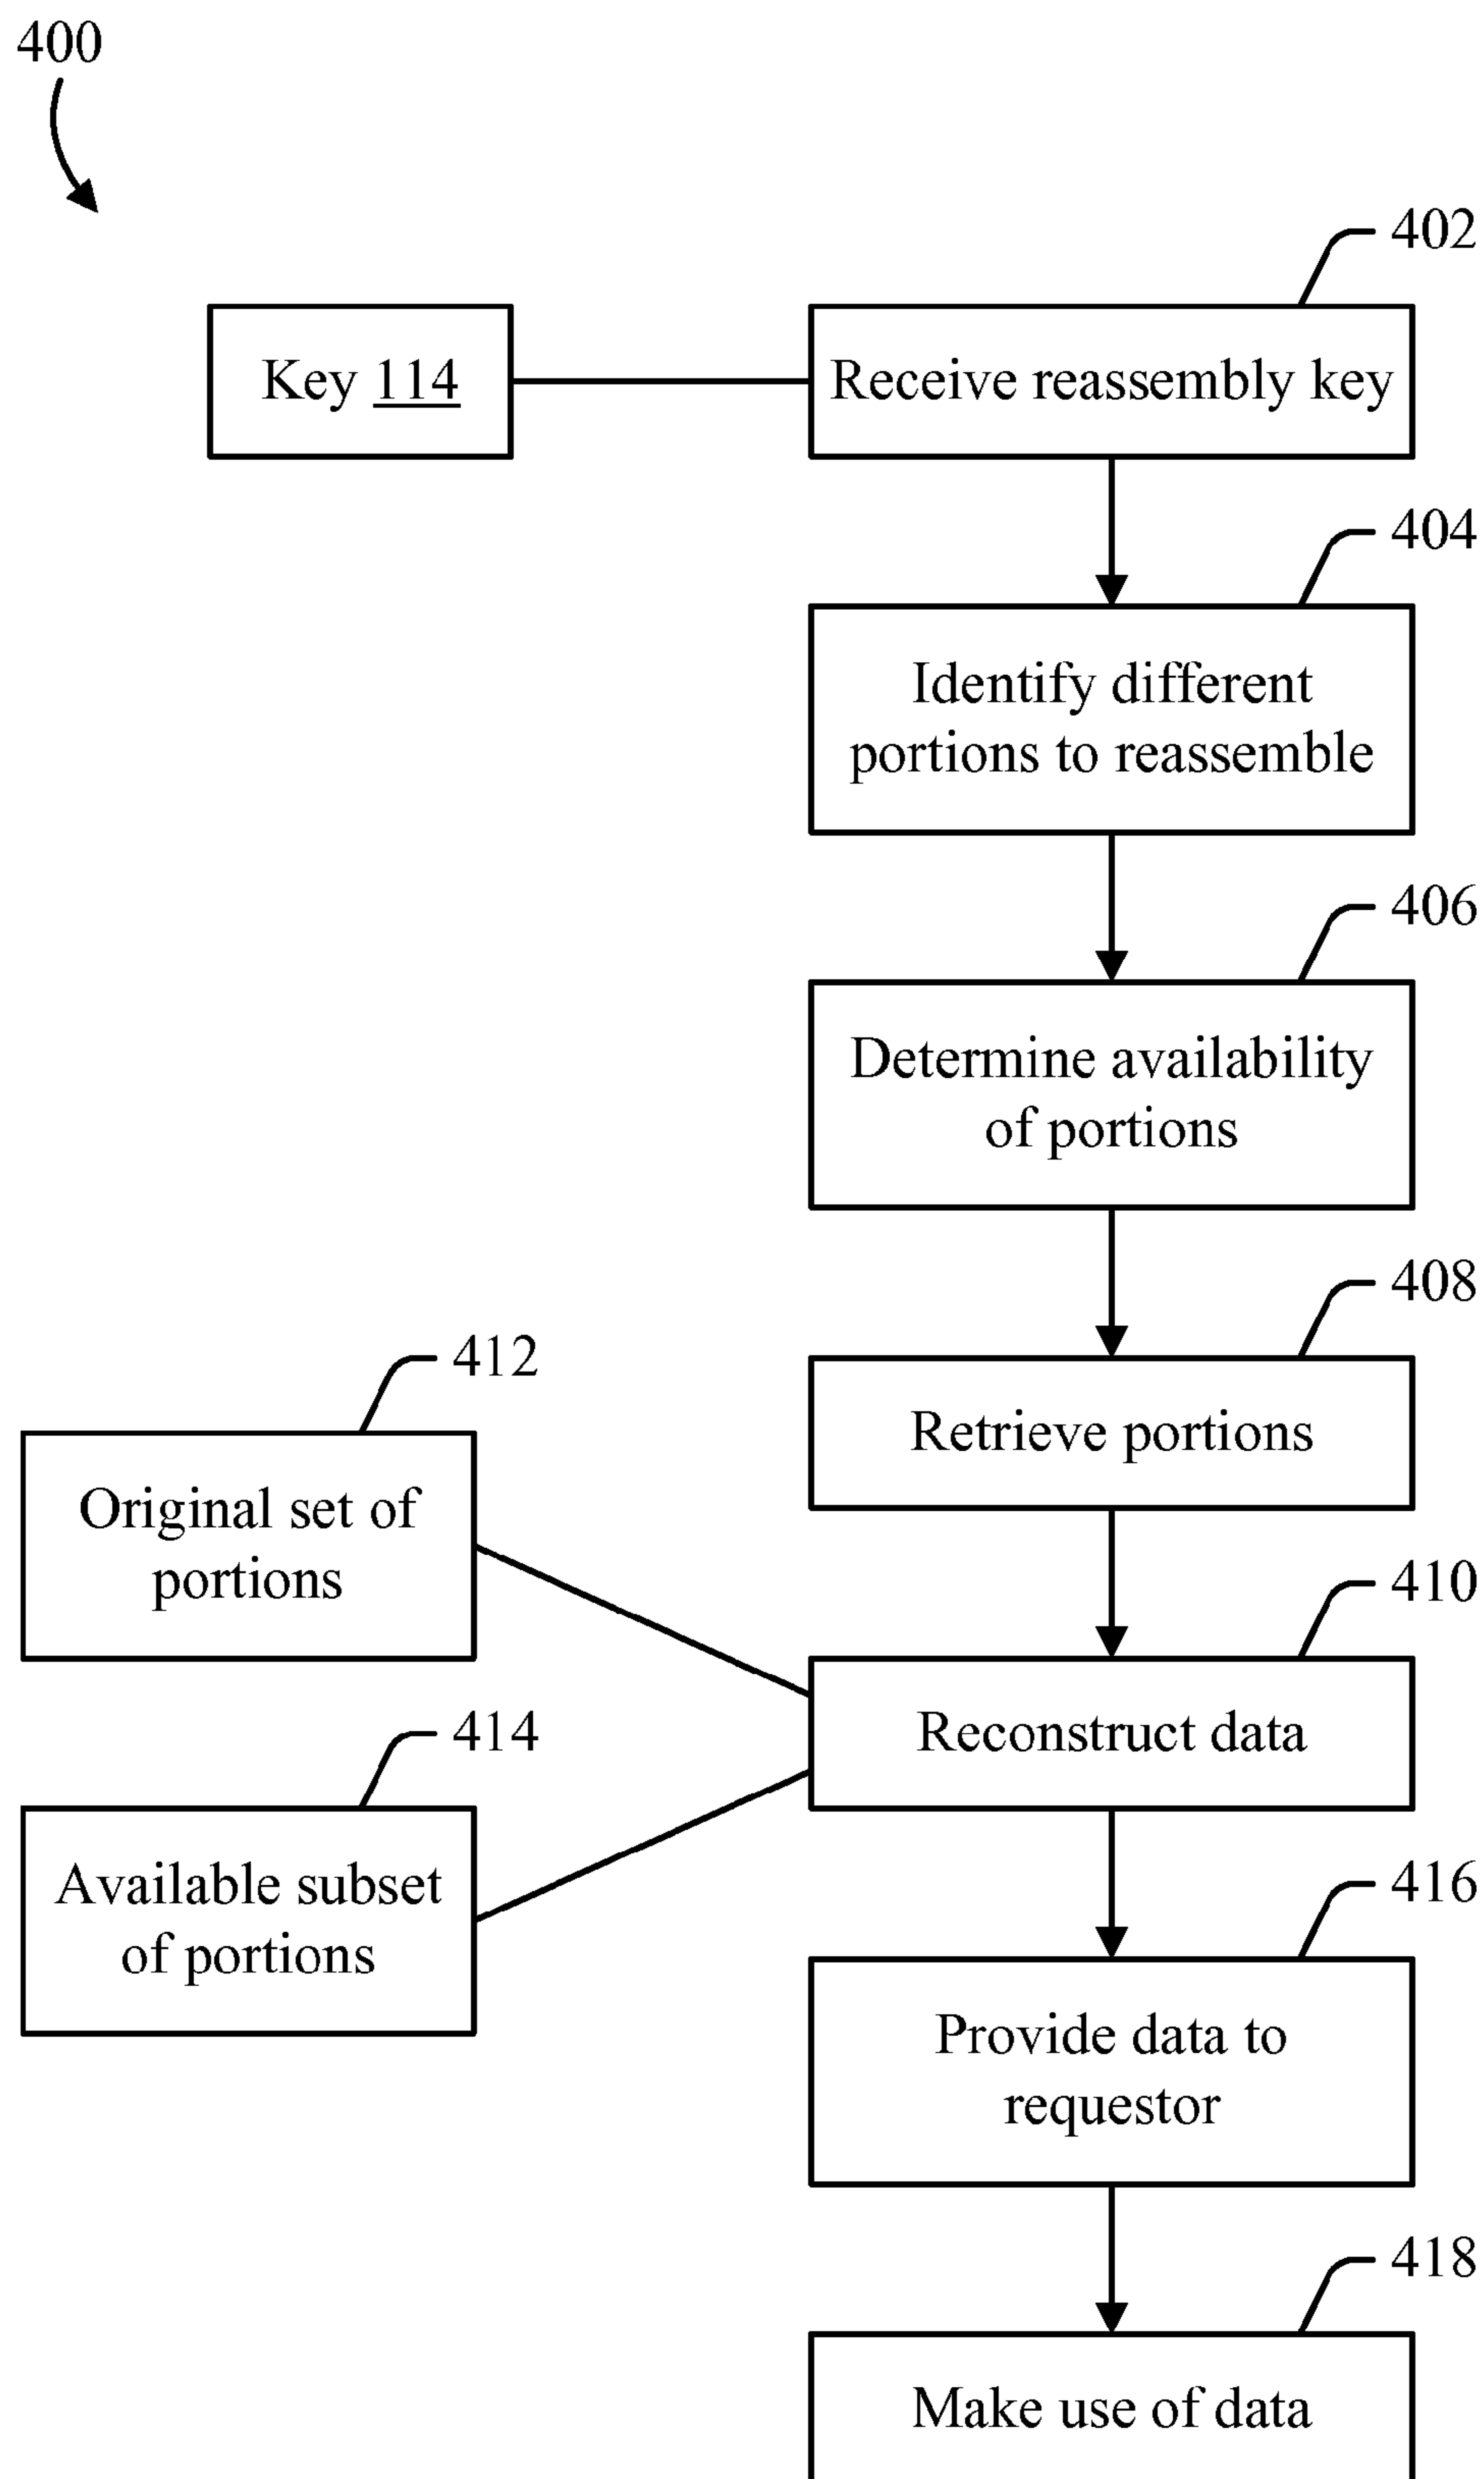 400
402
Key 114
Receive reassembly key
404
Identify different
portions to reassemble
406
Determine availability
of portions
408
Retrieve portions
412
Original set of
portions
410
Reconstruct data
414
Available subset
of portions
416
Provide data to
requestor
418
Make use of data